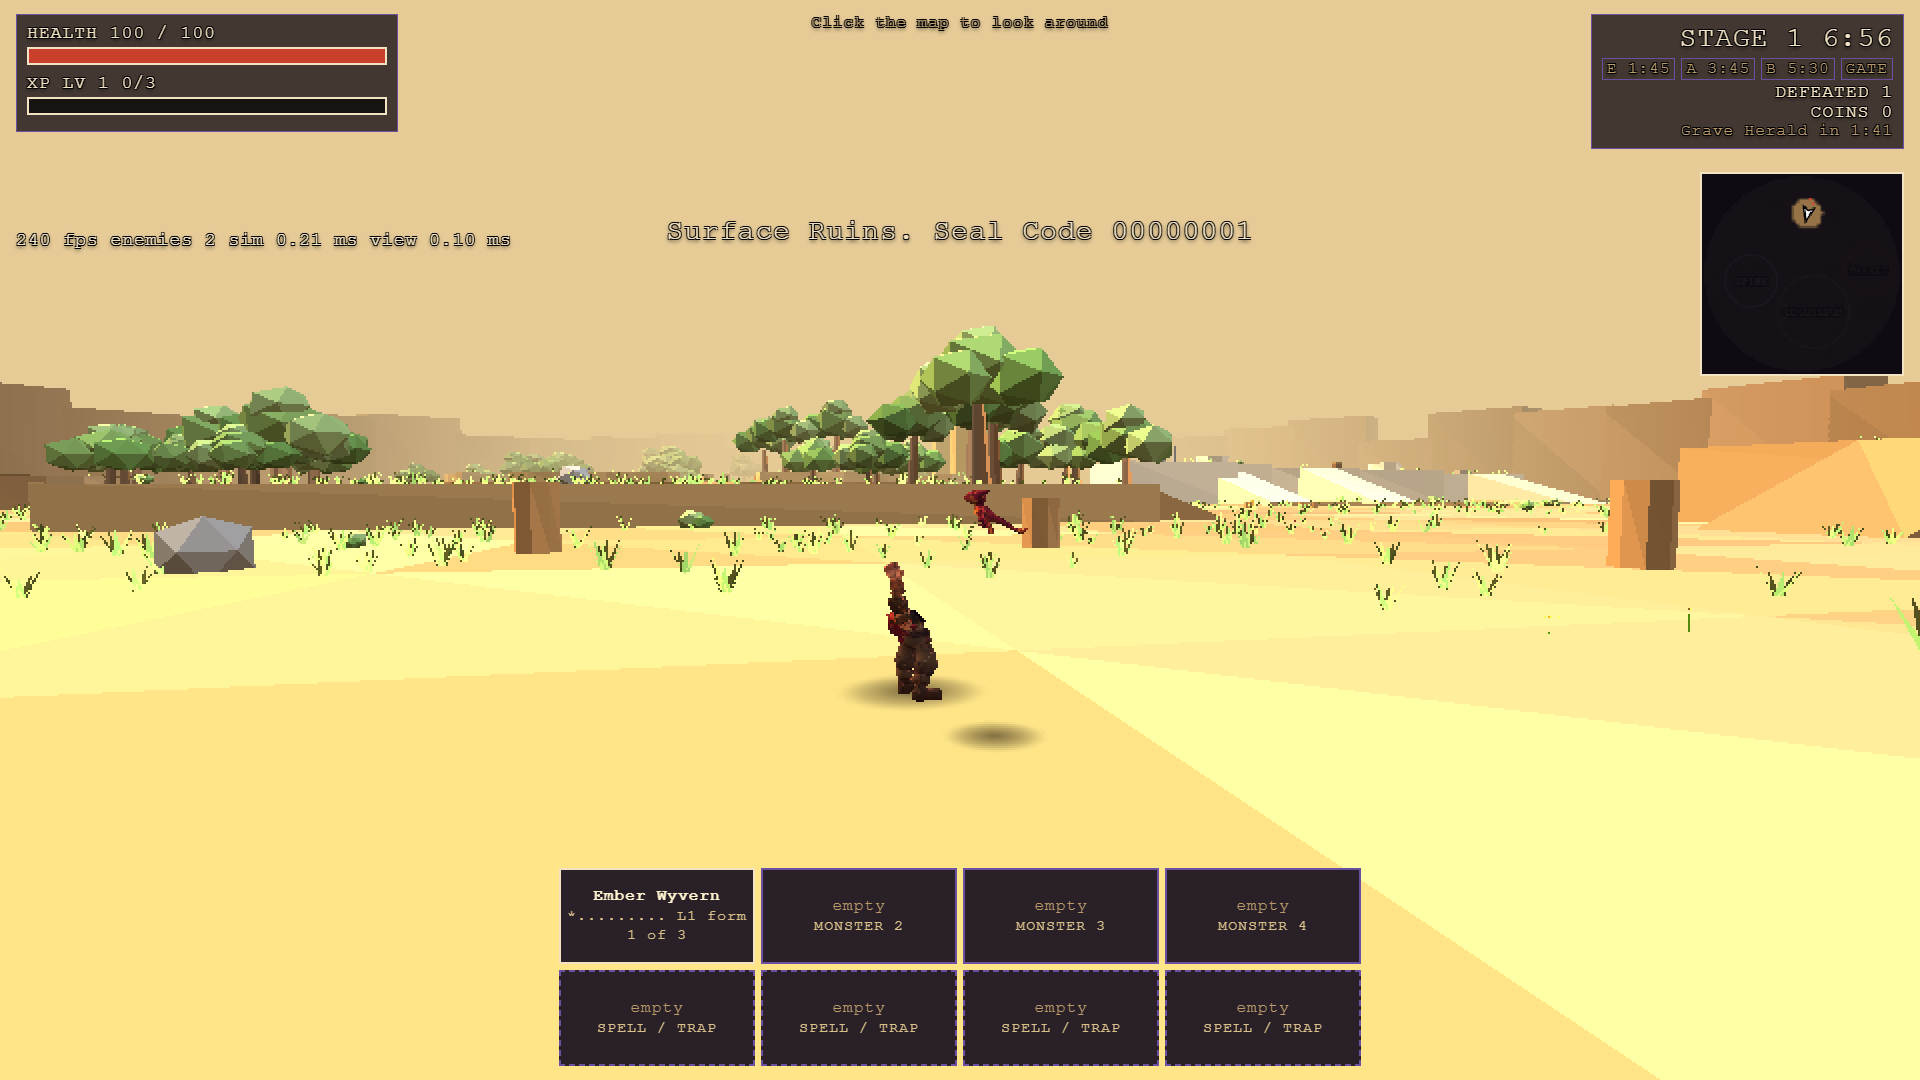 HEALTH 100 / 100
XP LV 1 0/3
Click the map to look around
STAGE 1 6:56
E 1:45 A 3:45 B 5:30 GATE
DEFEATED 1
COINS 0
Grave Herald in 1:41
240 fps enemies 2 sim 0.21 ms view 0.10 ms
Surface Ruins. Seal Code 00000001
Ember Wyvern
*......... L1 form
1 of 3
empty
MONSTER 2
empty
MONSTER 3
empty
MONSTER 4
empty
SPELL / TRAP
empty
SPELL / TRAP
empty
SPELL / TRAP
empty
SPELL / TRAP